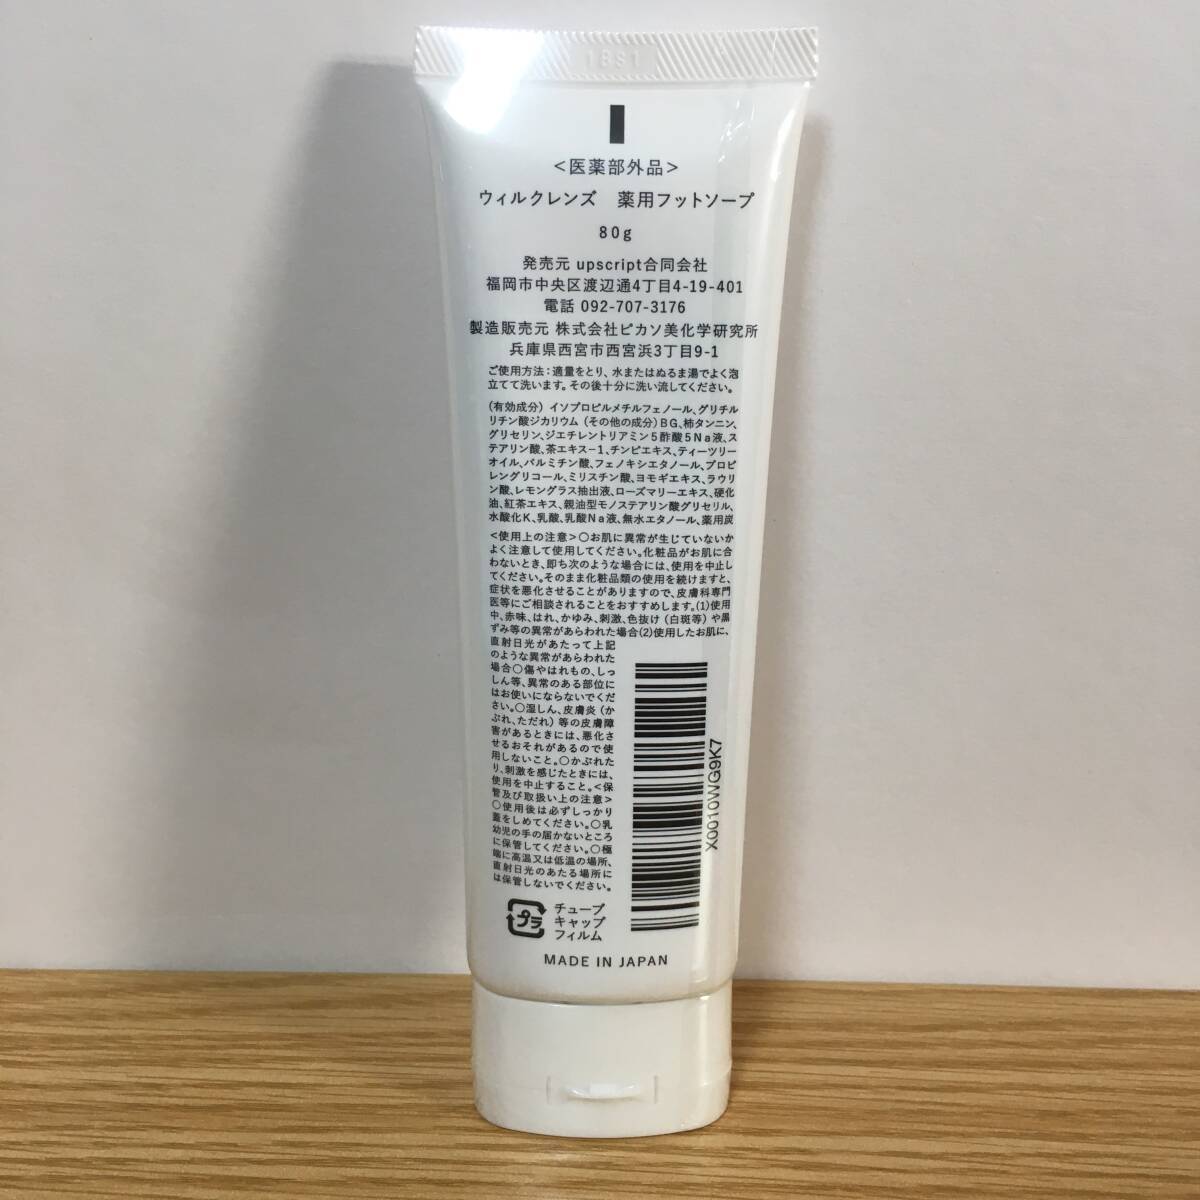 1891
<医薬部外品>
ウィルクレンズ 薬用フットソープ
80g
発売元 upscript合同会社
福岡市中央区渡辺通4丁目4-19-401
電話 092-707-3176
製造販売元 株式会社ピカソ美化学研究所
兵庫県西宮市西宮浜3丁目9-1
ご使用方法:適量をとり、水またはぬるま湯でよく泡
立てて洗います。その後十分に洗い流してください。
(有効成分) イソプロピルメチルフェノール、グリチル
リチン酸ジカリウム (その他の成分) BG、柿タンニン、
グリセリン、ジエチレントリアミン5酢酸5Na液、ス
テアリン酸、茶エキス-1、チンピエキス、ティーツリー
オイル、パルミチン酸、フェノキシエタノール、プロピ
レングリコール、ミリスチン酸、ヨモギエキス、ラウリ
ン酸、レモングラス抽出液、ローズマリーエキス、硬化
油、紅茶エキス、親油型モノステアリン酸グリセリル、
水酸化K、乳酸、乳酸Na液、無水エタノール、薬用炭
<使用上の注意>○お肌に異常が生じていないか
よく注意して使用してください。化粧品がお肌に合
わないとき、即ち次のような場合には、使用を中止し
てください。そのまま化粧品類の使用を続けますと、
症状を悪化させることがありますので、皮膚科専門
医等にご相談されることをおすすめします。(1)使用
中、赤味、はれ、かゆみ、刺激、色抜け (白斑等) や黒
ずみ等の異常があらわれた場合(2)使用したお肌に、
直射日光があたって上記
のような異常があらわれた
場合○傷やはれもの、しっ
しん等、異常のある部位に
はお使いにならないでくだ
さい。○湿しん、皮膚炎 (か
ぶれ、ただれ) 等の皮膚障
害があるときには、悪化さ
せるおそれがあるので使
用しないこと。○かぶれた
り、刺激を感じたときには、
使用を中止すること。<保
管及び取扱い上の注意>
○使用後は必ずしっかり
蓋をしめてください。○乳
幼児の手の届かないところ
に保管してください。○極
端に高温又は低温の場所、
直射日光のあたる場所に
は保管しないでください。
X0010WG9K7
プラ
チューブ
キャップ
フィルム
MADE IN JAPAN